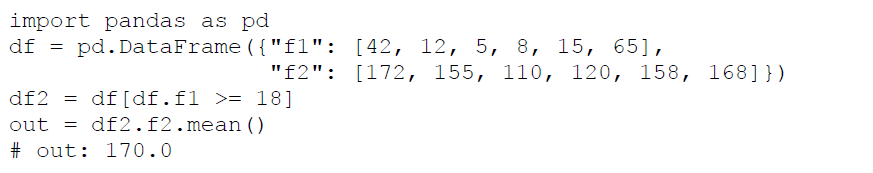 import pandas as pd
df = pd.DataFrame({"f1": [42, 12, 5, 8, 15, 65],
                   "f2": [172, 155, 110, 120, 158, 168]})
df2 = df[df.f1 >= 18]
out = df2.f2.mean()
# out: 170.0